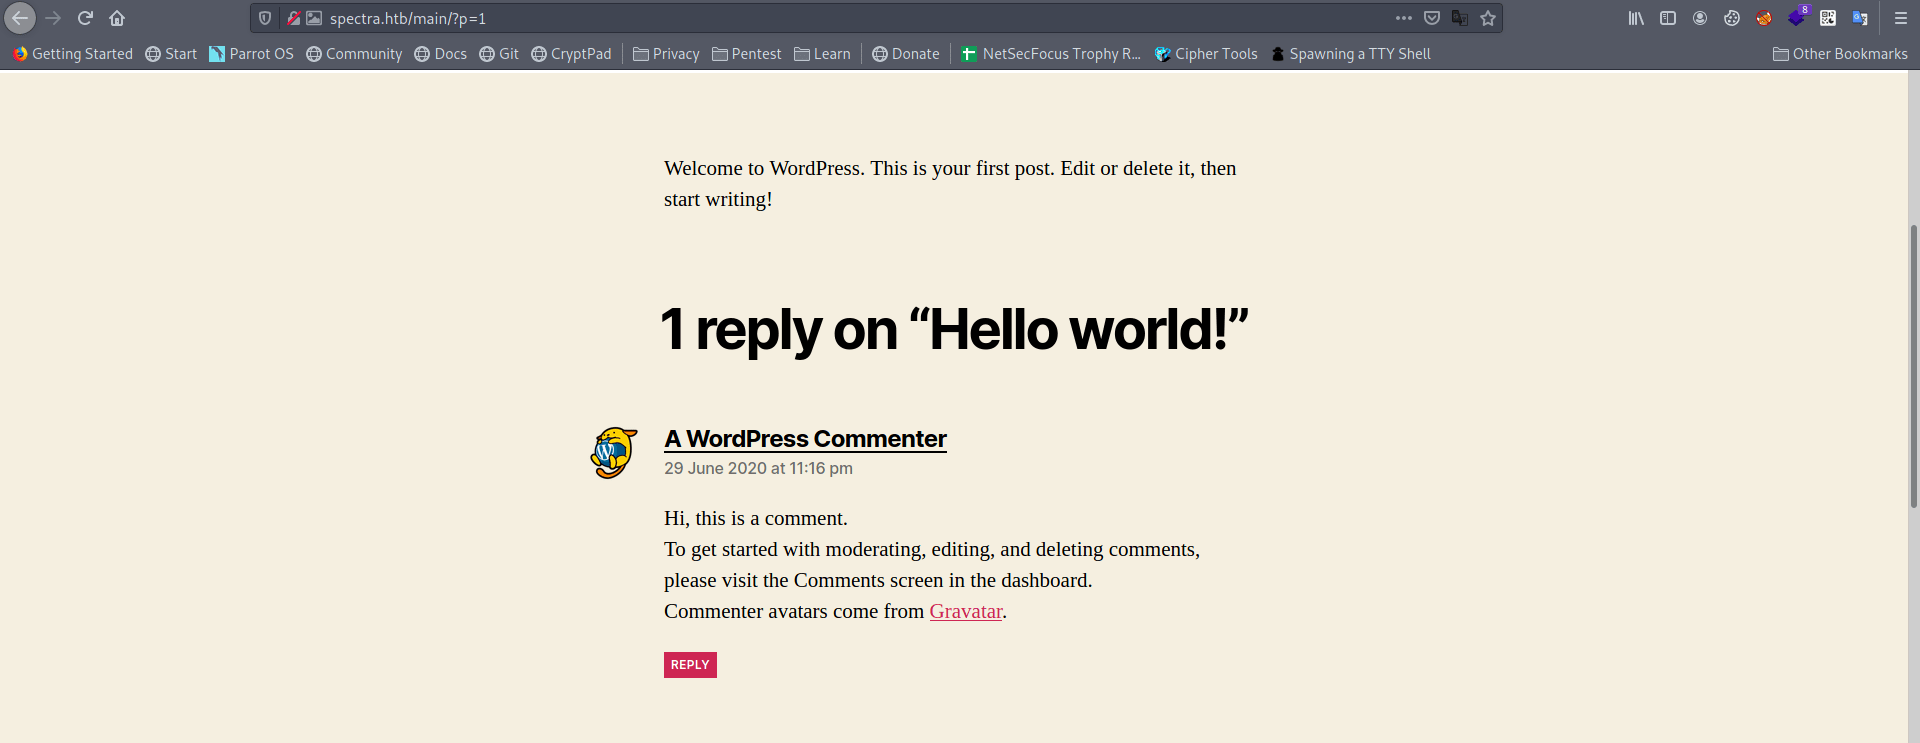 spectra.htb/main/?p=1
8
Getting Started Start Parrot OS Community Docs Git CryptPad Privacy Pentest Learn Donate NetSecFocus Trophy R... Cipher Tools Spawning a TTY Shell Other Bookmarks
Welcome to WordPress. This is your first post. Edit or delete it, then
start writing!
1 reply on “Hello world!”
A WordPress Commenter
29 June 2020 at 11:16 pm
Hi, this is a comment.
To get started with moderating, editing, and deleting comments,
please visit the Comments screen in the dashboard.
Commenter avatars come from Gravatar.
REPLY